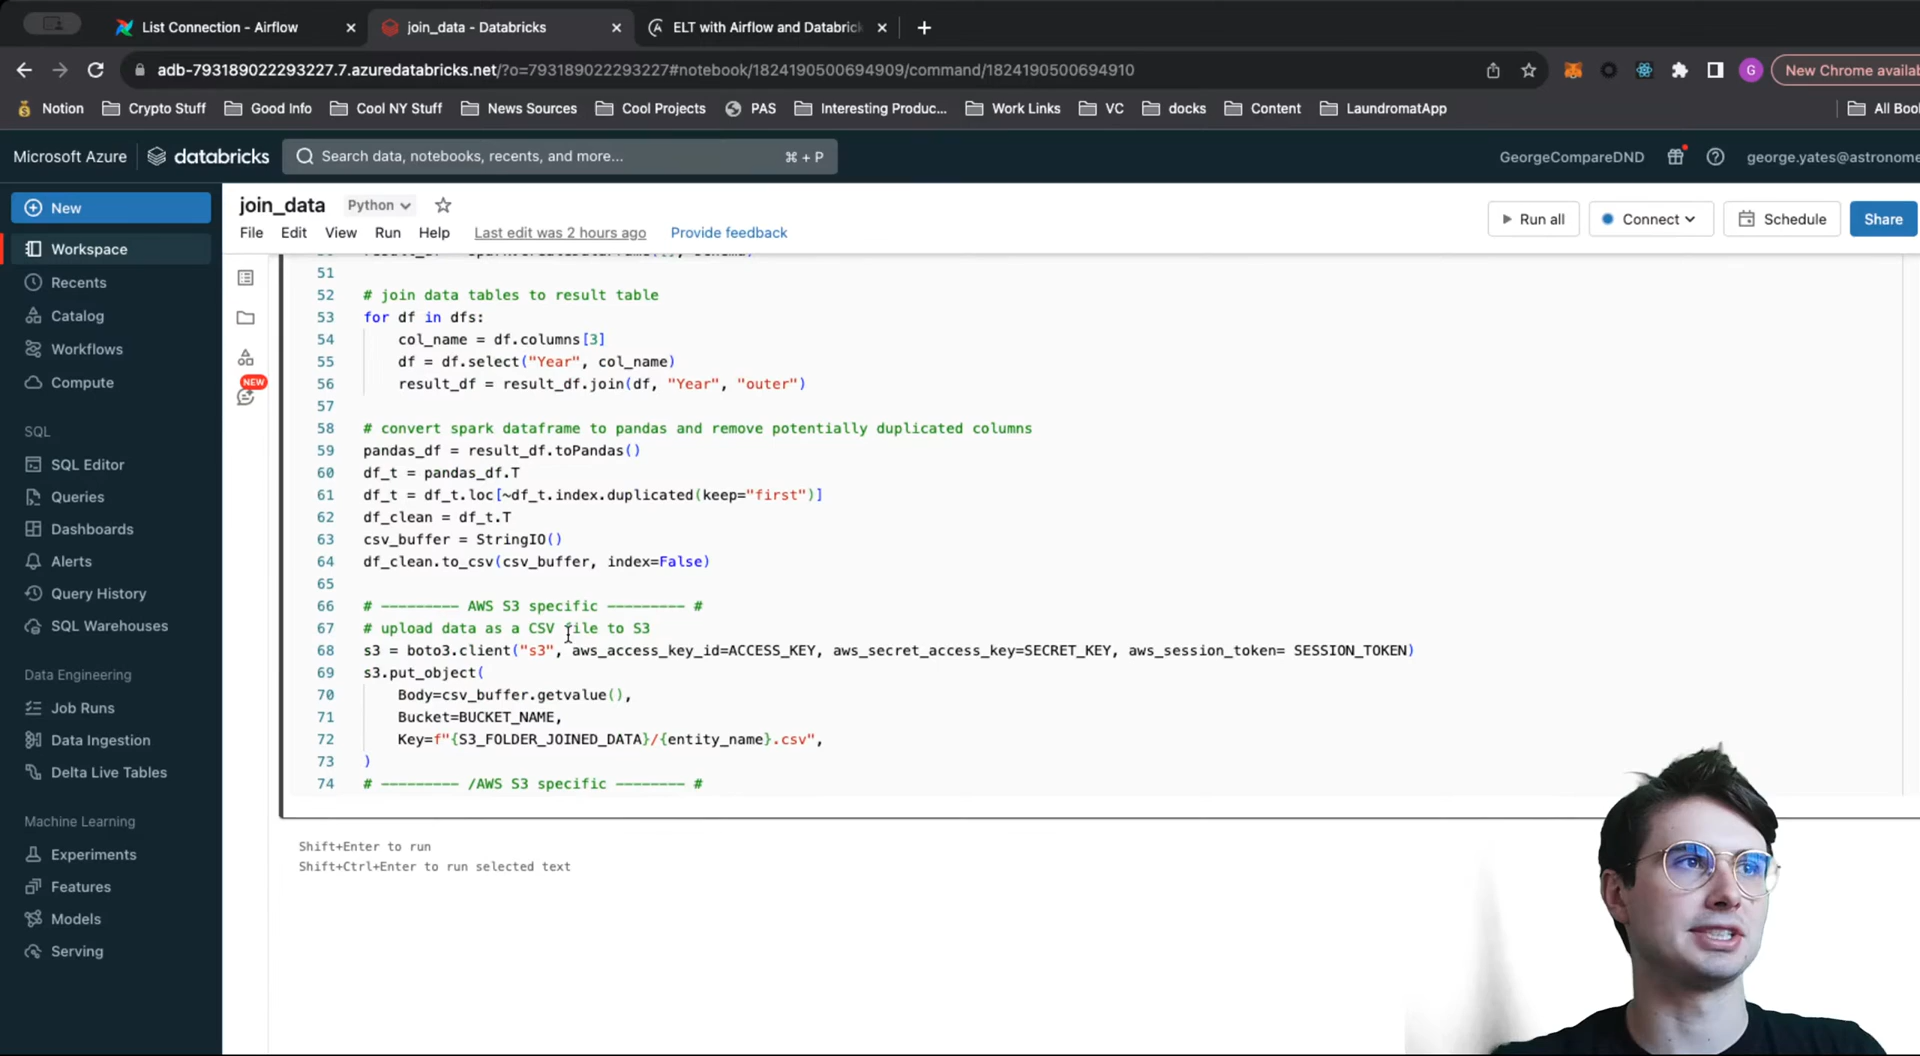 List Connection - Airflow
join_data - Databricks
ELT with Airflow and Databric
adb-793189022293227.7.azuredatabricks.net/?o=793189022293227#notebook/1824190500694909/command/1824190500694910
G
New Chrome availab
Notion
Crypto Stuff
Good Info
Cool NY Stuff
News Sources
Cool Projects
PAS
Interesting Produc...
Work Links
VC
docks
Content
LaundromatApp
All Boo
Microsoft Azure
databricks
Search data, notebooks, recents, and more...
⌘ + P
GeorgeCompareDND
george.yates@astronome
New
Workspace
Recents
Catalog
Workflows
Compute
SQL
SQL Editor
Queries
Dashboards
Alerts
Query History
SQL Warehouses
Data Engineering
Job Runs
Data Ingestion
Delta Live Tables
Machine Learning
Experiments
Features
Models
Serving
join_data
Python
File
Edit
View
Run
Help
Last edit was 2 hours ago
Provide feedback
Run all
Connect
Schedule
Share
NEW
51
52 # join data tables to result table
53 for df in dfs:
54 col_name = df.columns[3]
55 df = df.select("Year", col_name)
56 result_df = result_df.join(df, "Year", "outer")
57
58 # convert spark dataframe to pandas and remove potentially duplicated columns
59 pandas_df = result_df.toPandas()
60 df_t = pandas_df.T
61 df_t = df_t.loc[~df_t.index.duplicated(keep="first")]
62 df_clean = df_t.T
63 csv_buffer = StringIO()
64 df_clean.to_csv(csv_buffer, index=False)
65
66 # --------- AWS S3 specific --------- #
67 # upload data as a CSV file to S3
68 s3 = boto3.client("s3", aws_access_key_id=ACCESS_KEY, aws_secret_access_key=SECRET_KEY, aws_session_token= SESSION_TOKEN)
69 s3.put_object(
70 Body=csv_buffer.getvalue(),
71 Bucket=BUCKET_NAME,
72 Key=f"{S3_FOLDER_JOINED_DATA}/{entity_name}.csv",
73 )
74 # --------- /AWS S3 specific -------- #
Shift+Enter to run
Shift+Ctrl+Enter to run selected text